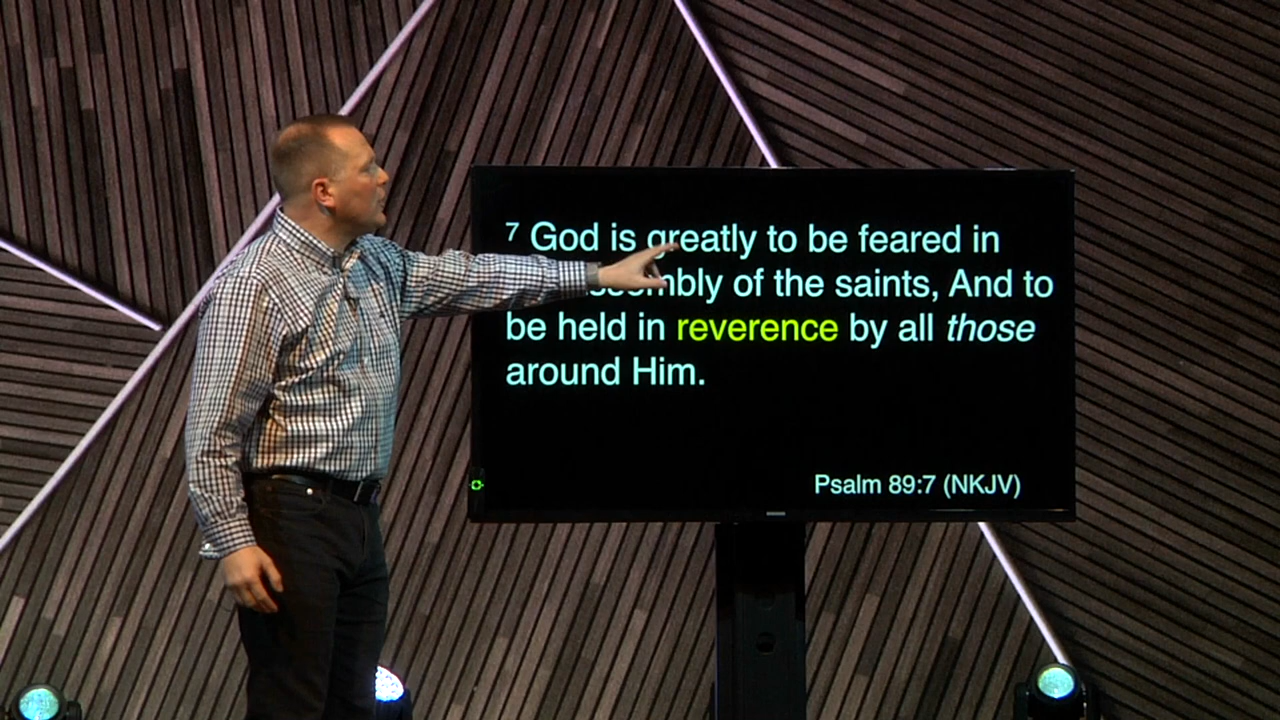 7 God is greatly to be feared in
assembly of the saints, And to
be held in reverence by all those
around Him.
Psalm 89:7 (NKJV)